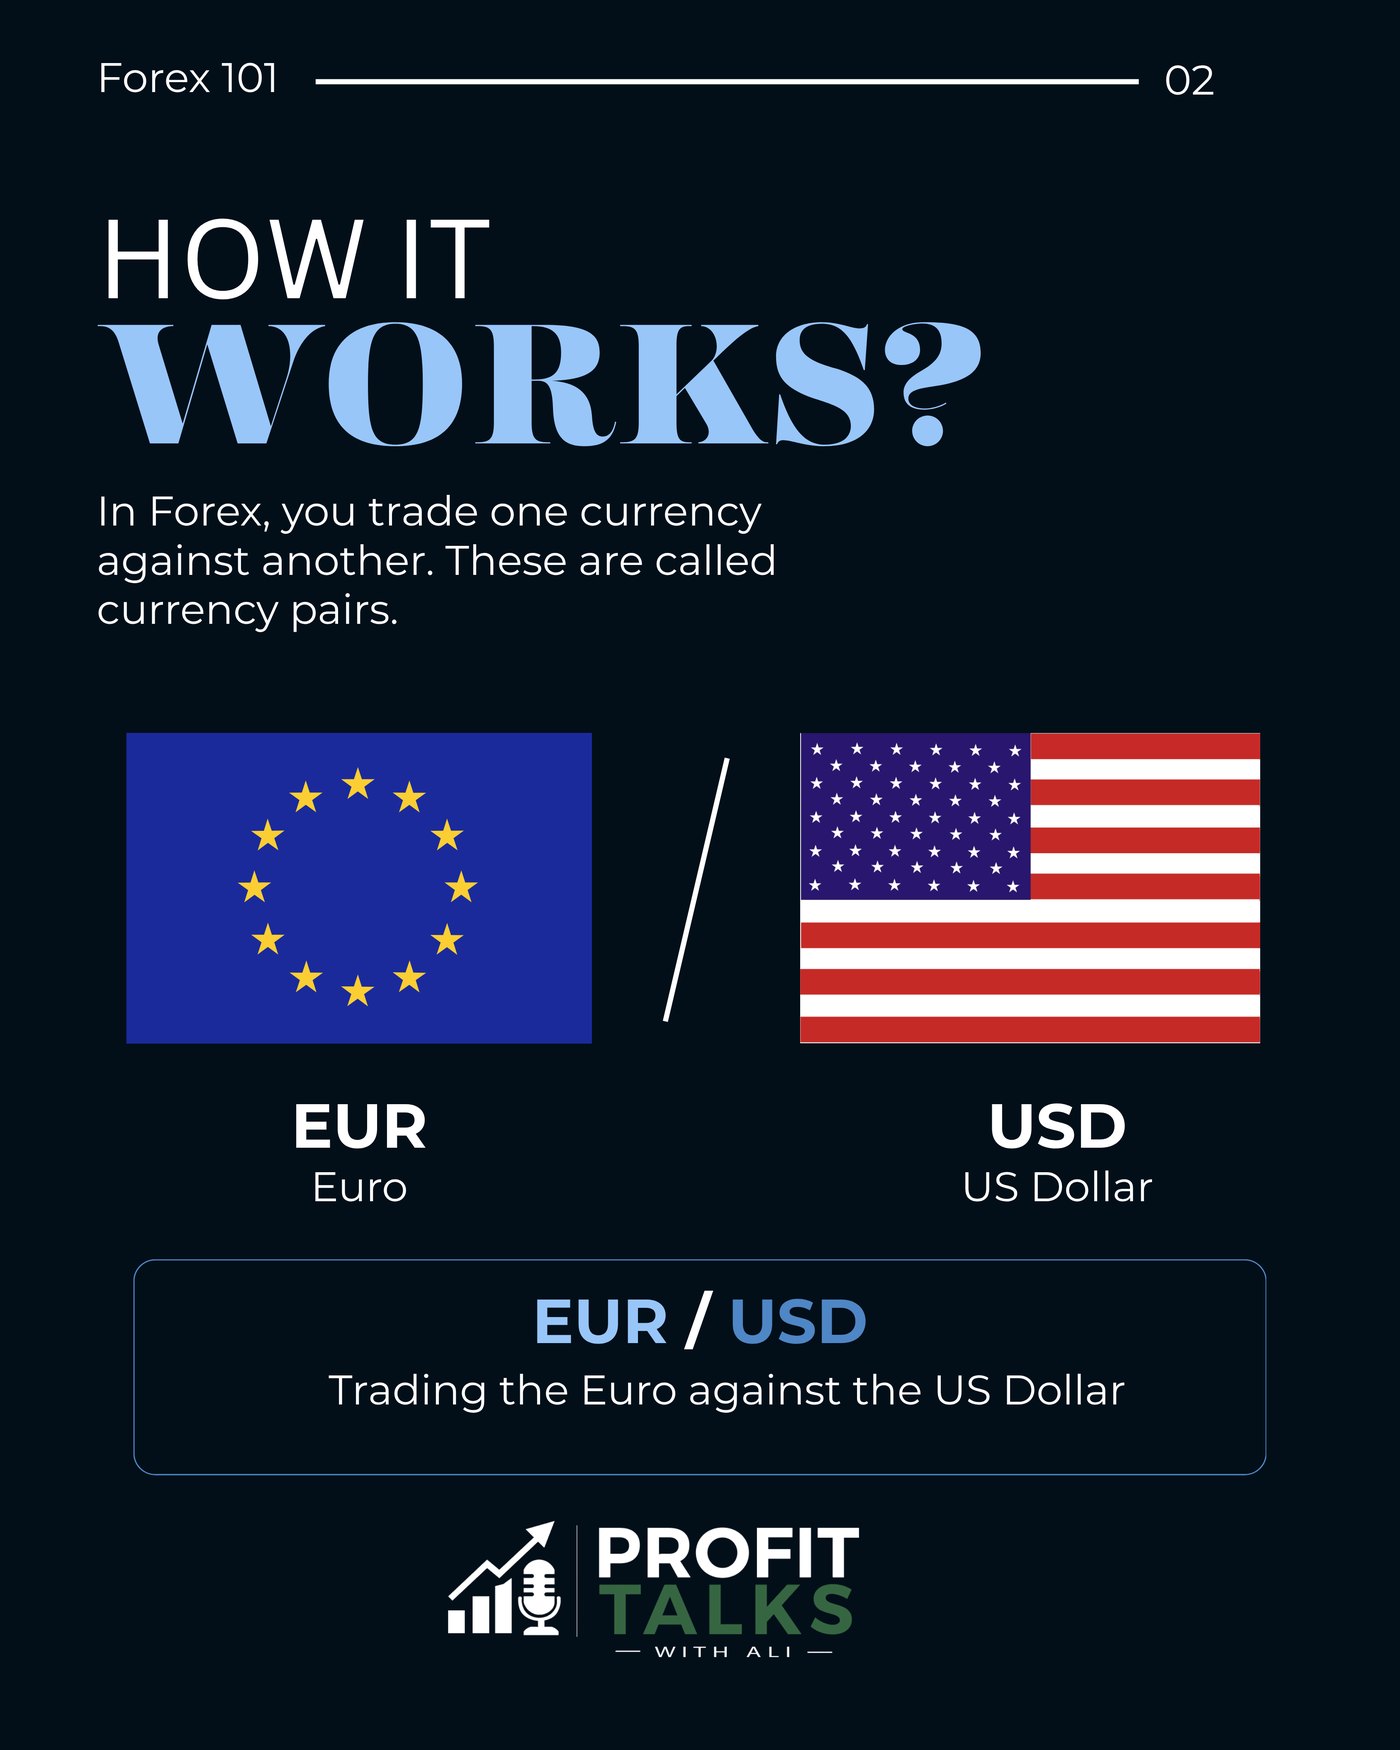 Forex 101
02
HOW IT
WORKS?
In Forex, you trade one currency
against another. These are called
currency pairs.
EUR
Euro
USD
US Dollar
EUR / USD
Trading the Euro against the US Dollar
PROFIT
TALKS
WITH ALI